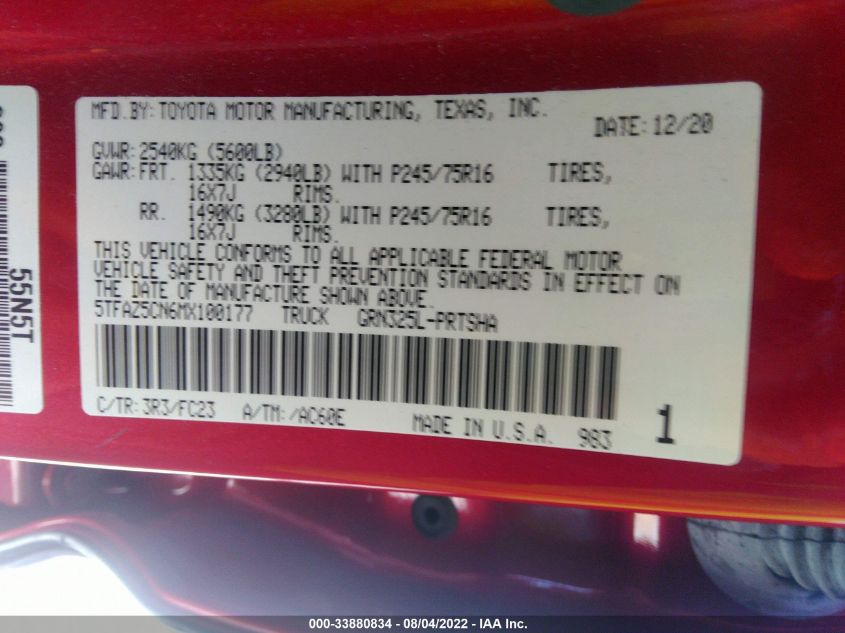 MFD.BY: TOYOTA MOTOR MANUFACTURING, TEXAS, INC.
DATE: 12/20
GVWR: 2540KG (5600LB)
GAWR: FRT. 1335KG (2940LB) WITH P245/75R16 TIRES,
16X7J RIMS.
RR. 1490KG (3280LB) WITH P245/75R16 TIRES,
16X7J RIMS.
THIS VEHICLE CONFORMS TO ALL APPLICABLE FEDERAL MOTOR
VEHICLE SAFETY AND THEFT PREVENTION STANDARDS IN EFFECT ON
THE DATE OF MANUFACTURE SHOWN ABOVE.
5TFAZ5CN6MX100177 TRUCK GRN325L-PRTSHA
C/TR: 3R3/FC23 A/TM: /AC60E MADE IN U.S.A. 983 1
55N5T
000-33880834 - 08/04/2022 - IAA Inc.